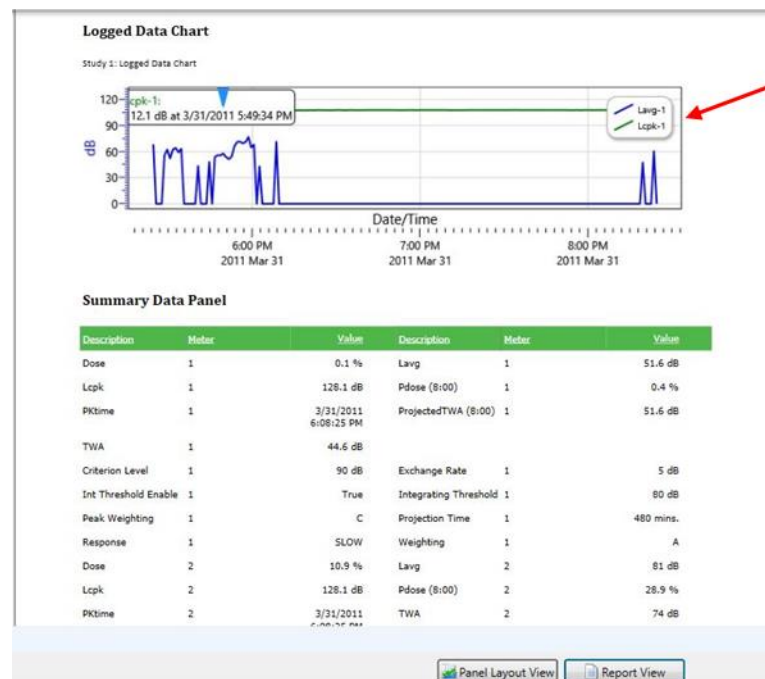 Logged Data Chart
Study 1: Logged Data Chart
cpk-1:
12.1 dB at 3/31/2011 5:49:34 PM
Lavg-1
Lcpk-1
dB
120
90
60
30
0
Date/Time
6:00 PM 7:00 PM 8:00 PM
2011 Mar 31 2011 Mar 31 2011 Mar 31
Summary Data Panel
Description Meter Value Description Meter Value
Dose 1 0.1 % Lavg 1 51.6 dB
Lcpk 1 128.1 dB Pdose (8:00) 1 0.4 %
PKtime 1 3/31/2011 ProjectedTWA (8:00) 1 51.6 dB
6:08:25 PM
TWA 1 44.6 dB
Criterion Level 1 90 dB Exchange Rate 1 5 dB
Int Threshold Enable 1 True Integrating Threshold 1 80 dB
Peak Weighting 1 C Projection Time 1 480 mins.
Response 1 SLOW Weighting 1 A
Dose 2 10.9 % Lavg 2 81 dB
Lcpk 2 128.1 dB Pdose (8:00) 2 28.9 %
PKtime 2 3/31/2011 TWA 2 74 dB
Panel Layout View Report View